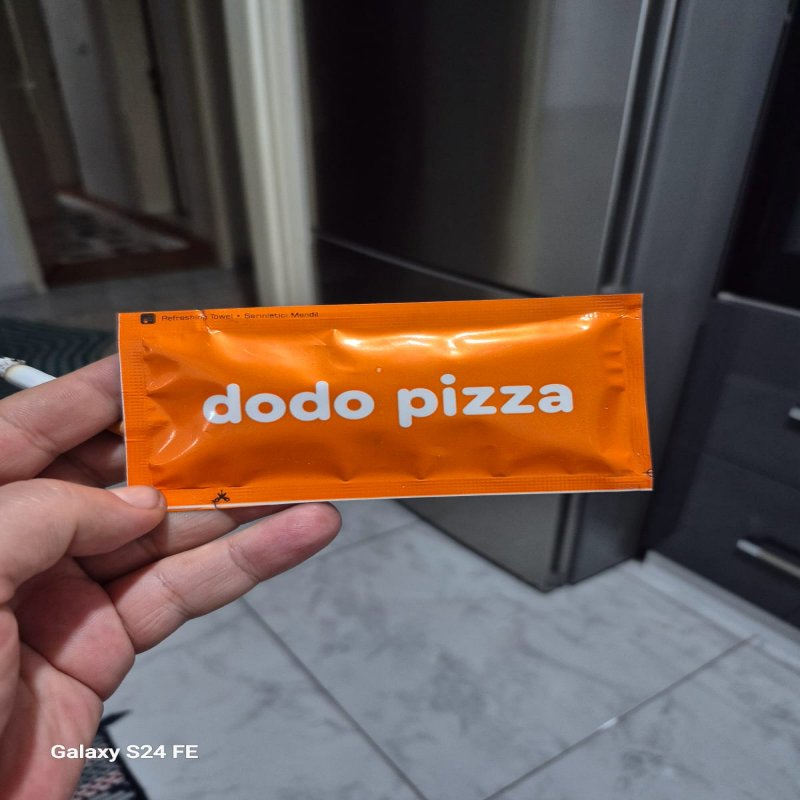 Refreshing Towel • Serinletici Mendil
dodo pizza
Galaxy S24 FE